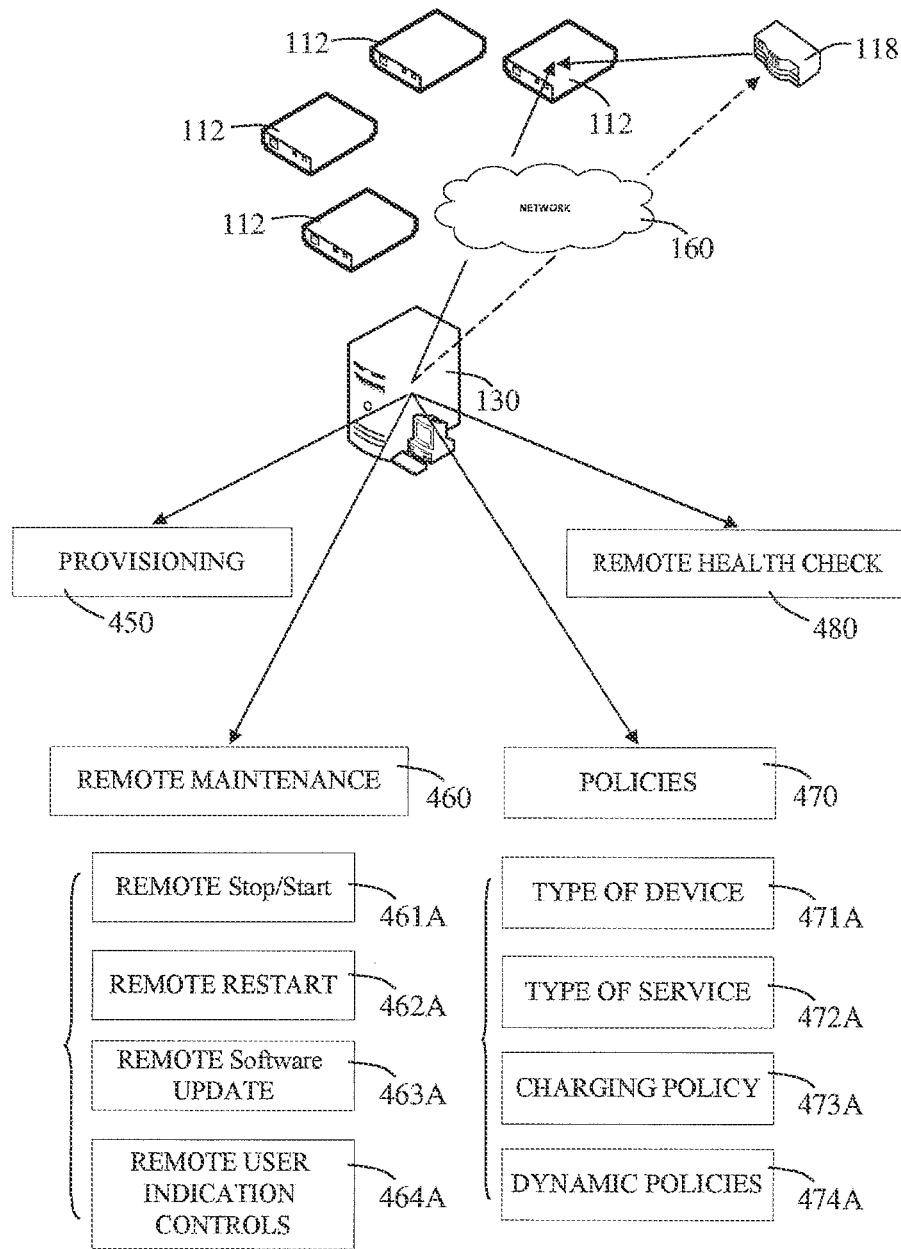 112
118
112
112
112
NETWORK
160
130
PROVISIONING
450
REMOTE HEALTH CHECK
480
REMOTE MAINTENANCE
460
POLICIES
470
REMOTE Stop/Start
461A
REMOTE RESTART
462A
REMOTE Software
UPDATE
463A
REMOTE USER
INDICATION
CONTROLS
464A
TYPE OF DEVICE
471A
TYPE OF SERVICE
472A
CHARGING POLICY
473A
DYNAMIC POLICIES
474A